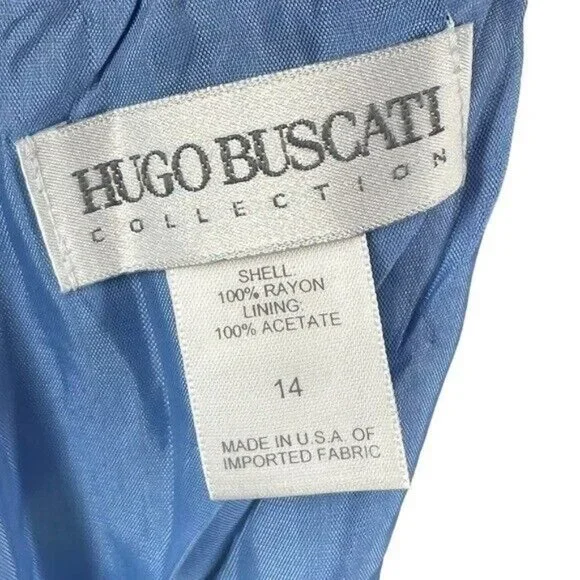 HUGO BUSCATI
COLLECTION
SHELL:
100% RAYON
LINING:
100% ACETATE
14
MADE IN U.S.A. OF
IMPORTED FABRIC